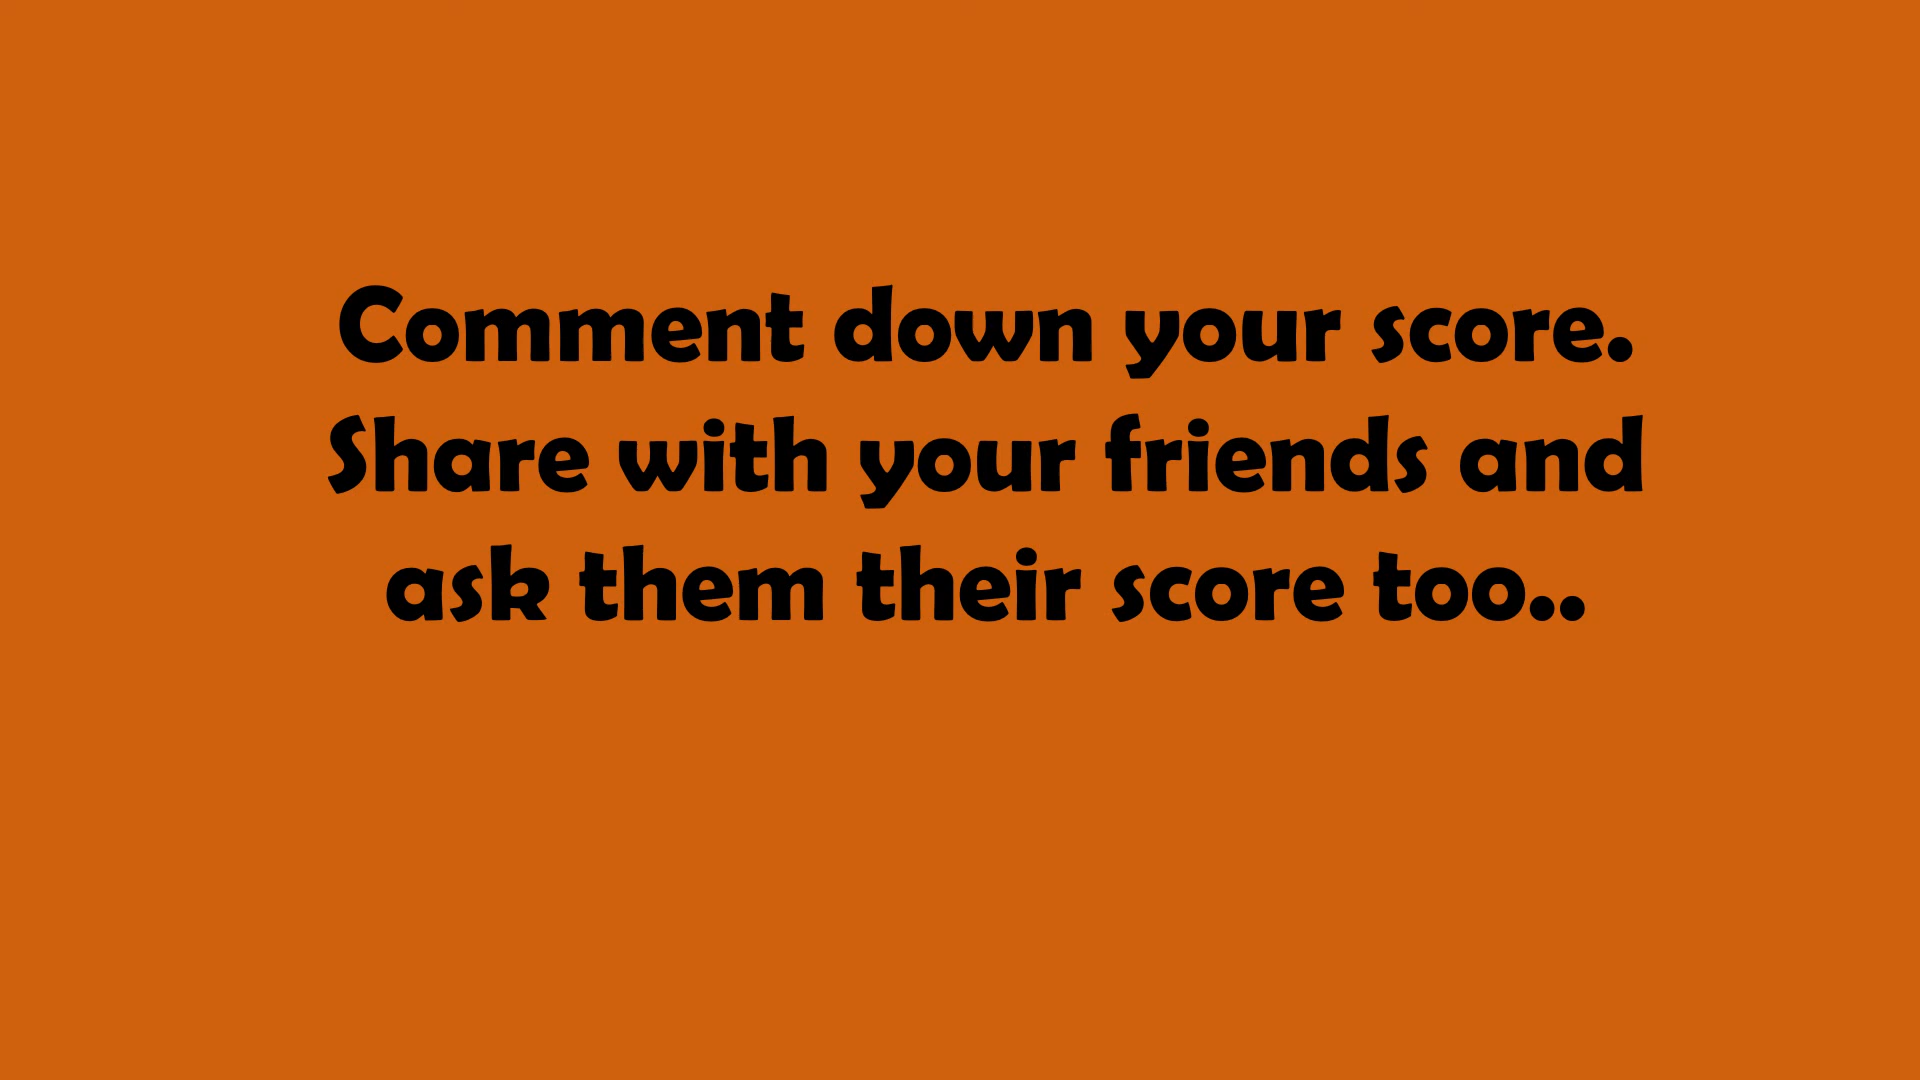 Comment down your score.
Share with your friends and
ask them their score too..